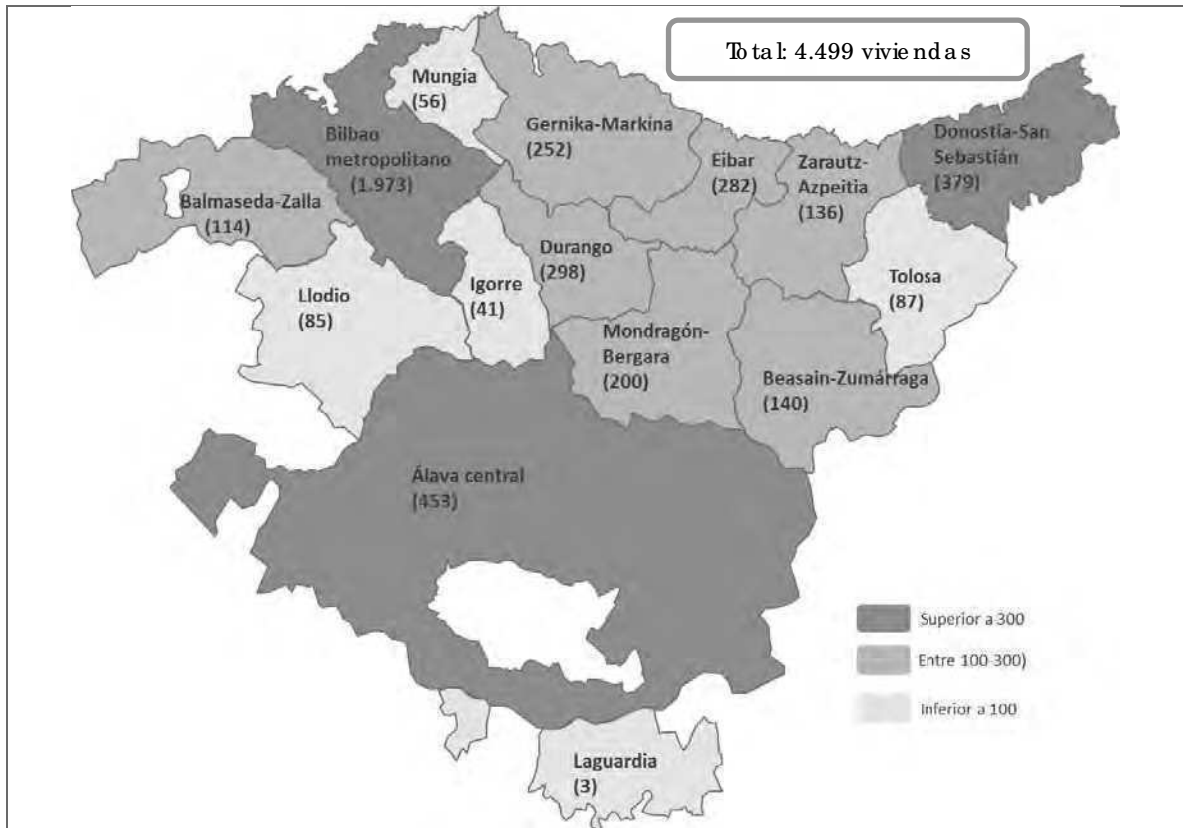 Total: 4.499 viviendas
Mungia
(56)
Gernika-Markina
(252)
Bilbao
metropolitano
(1.973)
Eibar
(282)
Zarautz-
Azpeitia
(136)
Donostia-San
Sebastián
(379)
Balmaseda-Zalla
(114)
Durango
(298)
Igorre
(41)
Tolosa
(87)
Llodio
(85)
Mondragón-
Bergara
(200)
Beasain-Zumárraga
(140)
Álava central
(453)
Superior a 300
Entre 100-300)
Inferior a 100
Laguardia
(3)